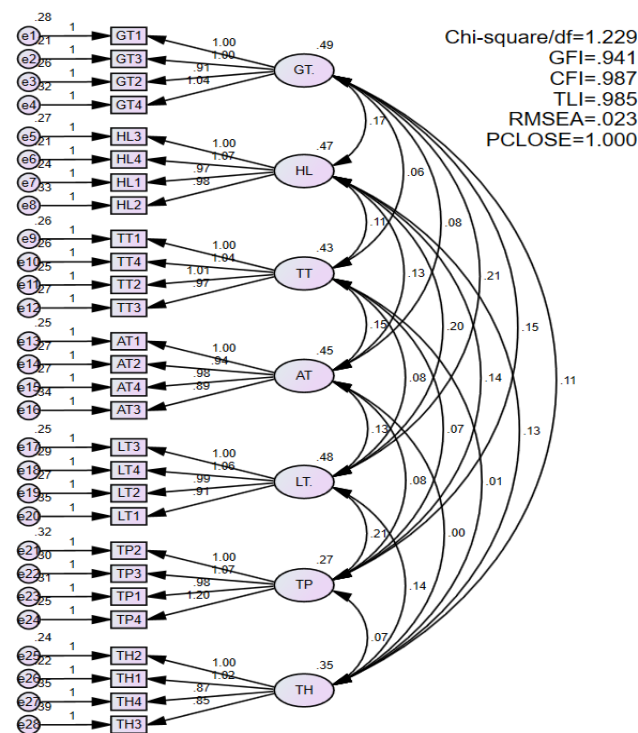 Chi-square/df=1.229
GFI=.941
CFI=.987
TLI=.985
RMSEA=.023
PCLOSE=1.000
.28
e1 1 GT1 1.00
.21
e2 1 GT3 1.00
.26
e3 1 GT2 .91
.32
e4 1 GT4 1.04
.49
GT.
.27
e5 1 HL3 1.00
.21
e6 1 HL4 1.07
.24
e7 1 HL1 .97
.33
e8 1 HL2 .98
.47
HL
.26
e9 1 TT1 1.00
.26
e10 1 TT4 1.04
.25
e11 1 TT2 1.01
.27
e12 1 TT3 .97
.43
TT
.25
e13 1 AT1 1.00
.27
e14 1 AT2 .94
.27
e15 1 AT4 .98
.34
e16 1 AT3 .89
.45
AT
.25
e17 1 LT3 1.00
.29
e18 1 LT4 1.06
.27
e19 1 LT2 .99
.35
e20 1 LT1 .91
.48
LT.
.32
e21 1 TP2 1.00
.30
e22 1 TP3 1.07
.31
e23 1 TP1 .98
.25
e24 1 TP4 1.20
.27
TP
.24
e25 1 TH2 1.00
.22
e26 1 TH1 1.02
.35
e27 1 TH4 .87
.39
e28 1 TH3 .85
.35
TH
.17
.06
.08
.21
.15
.11
.11
.13
.20
.14
.13
.15
.08
.07
.01
.13
.08
.00
.21
.14
.07